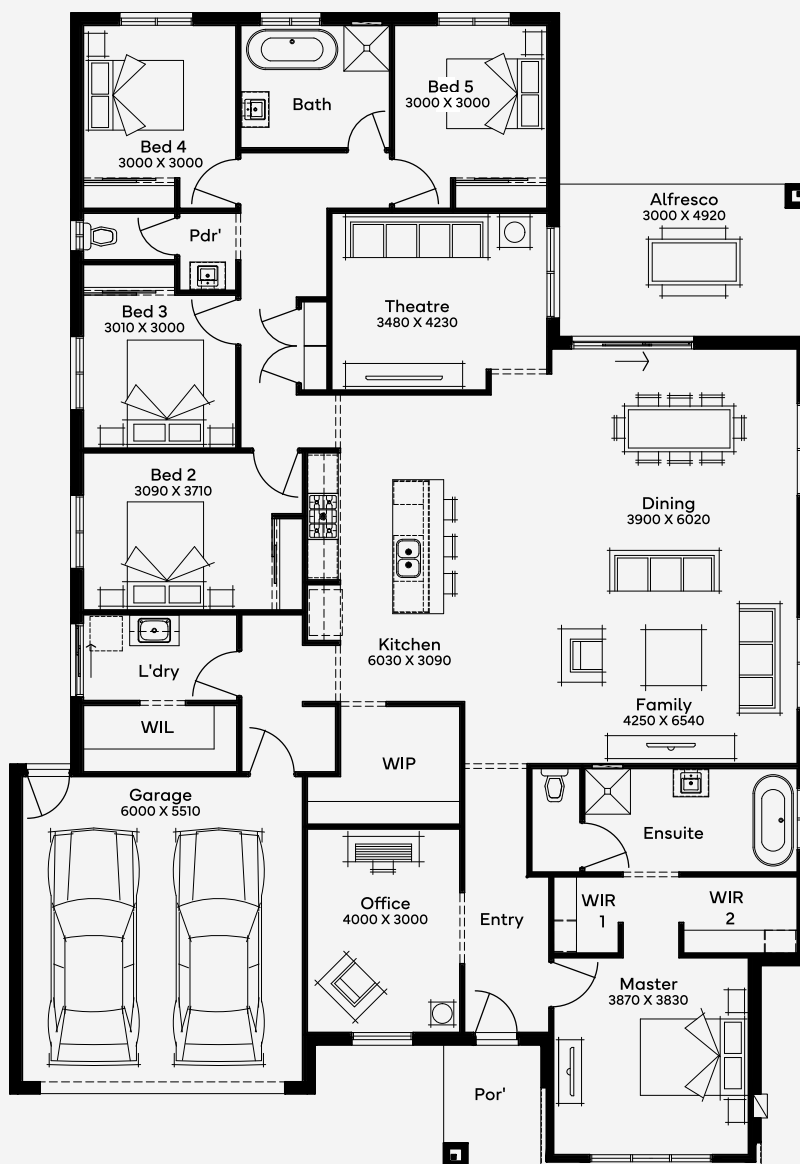 Bed 4
3000 X 3000
Bath
Bed 5
3000 X 3000
Alfresco
3000 X 4920
Pdr'
Theatre
3480 X 4230
Bed 3
3010 X 3000
Bed 2
3090 X 3710
Dining
3900 X 6020
Kitchen
6030 X 3090
L'dry
Family
4250 X 6540
WIL
WIP
Garage
6000 X 5510
Ensuite
Office
4000 X 3000
Entry
WIR
1
WIR
2
Master
3870 X 3830
Por'